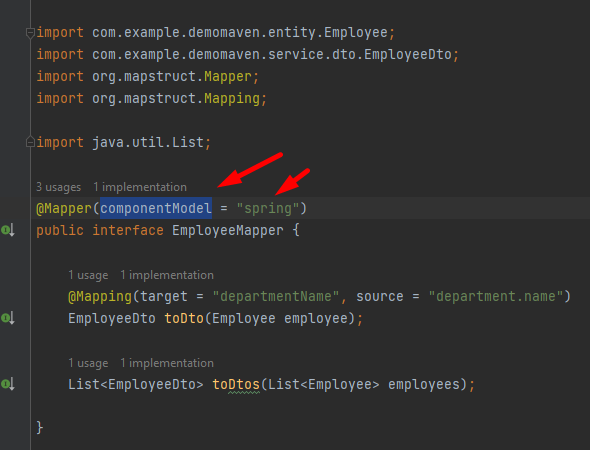 import com.example.demomaven.entity.Employee;
import com.example.demomaven.service.dto.EmployeeDto;
import org.mapstruct.Mapper;
import org.mapstruct.Mapping;
import java.util.List;
3 usages 1 implementation
@Mapper(componentModel = "spring")
public interface EmployeeMapper {
1 usage 1 implementation
@Mapping(target = "departmentName", source = "department.name")
EmployeeDto toDto(Employee employee);
1 usage 1 implementation
List<EmployeeDto> toDtos(List<Employee> employees);
}